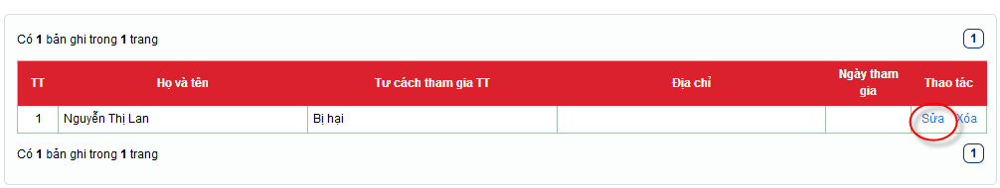 Có 1 bản ghi trong 1 trang 1
TT Họ và tên Tư cách tham gia TT Địa chỉ Ngày tham gia Thao tác
1 Nguyễn Thị Lan Bị hại Sửa Xóa
Có 1 bản ghi trong 1 trang 1